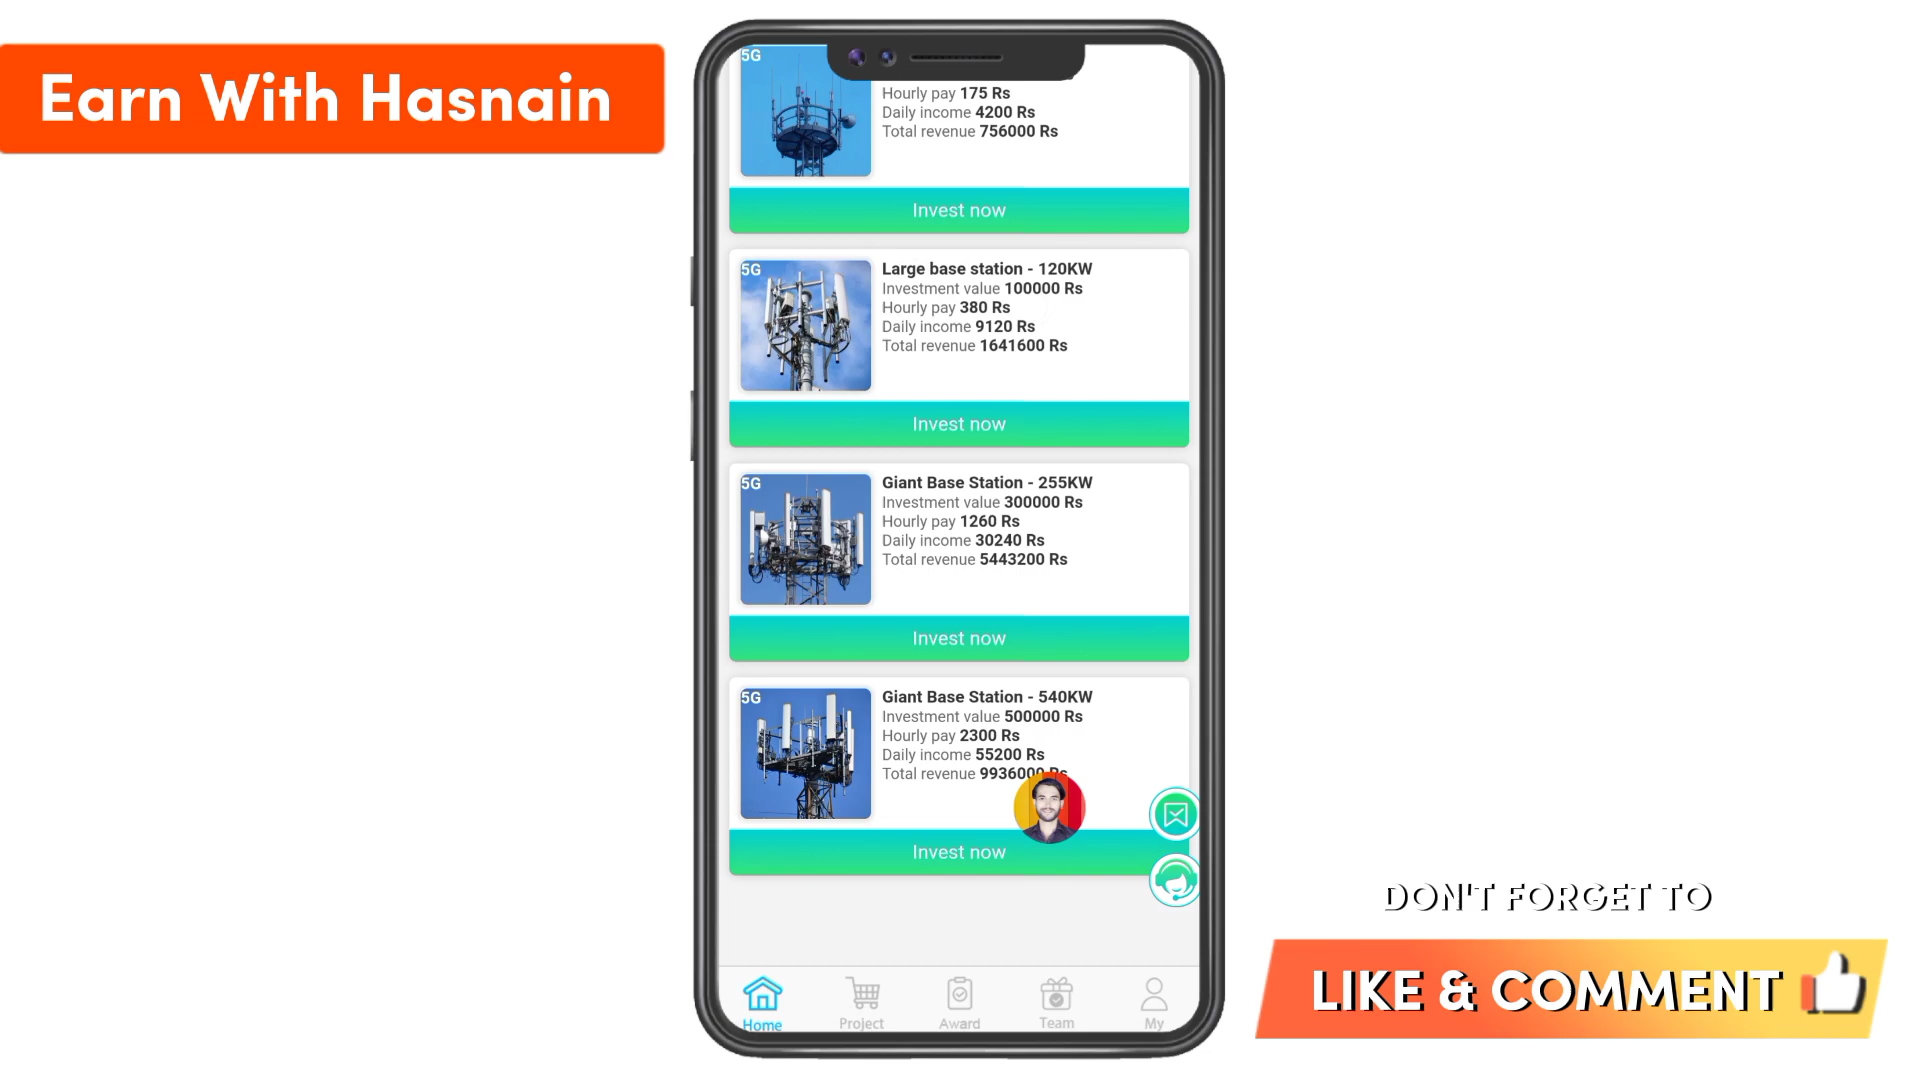 Earn With Hasnain
5G
Hourly pay 175 Rs
Daily income 4200 Rs
Total revenue 756000 Rs
Invest now
5G
Large base station - 120KW
Investment value 100000 Rs
Hourly pay 380 Rs
Daily income 9120 Rs
Total revenue 1641600 Rs
Invest now
5G
Giant Base Station - 255KW
Investment value 300000 Rs
Hourly pay 1260 Rs
Daily income 30240 Rs
Total revenue 5443200 Rs
Invest now
5G
Giant Base Station - 540KW
Investment value 500000 Rs
Hourly pay 2300 Rs
Daily income 55200 Rs
Total revenue 9936000 Rs
Invest now
Home
Project
Award
Team
My
DON'T FORGET TO
LIKE & COMMENT